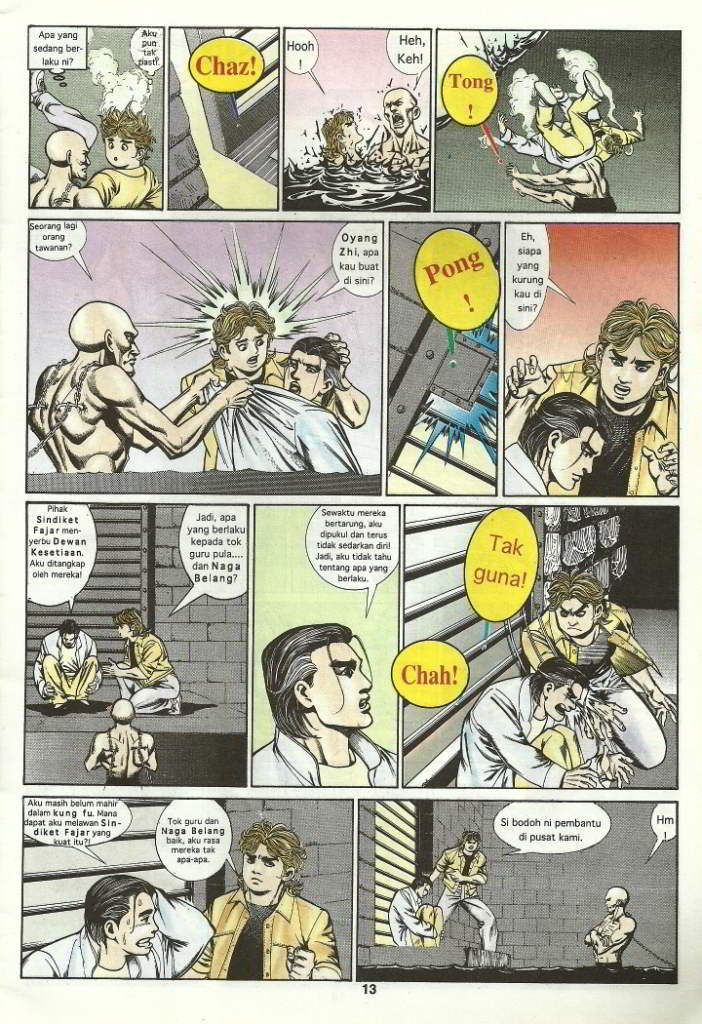 Apa yang
sedang ber-
laku ni?
Aku
pun
tak
pasti.
Chaz!
Hooh
!
Heh,
Keh!
Tong
!
Seorang lagi
orang
tawanan?
Oyang
Zhi, apa
kau buat
di sini?
Pong
!
Eh,
siapa
yang
kurung
kau di
sini?
Pihak
Sindiket
Fajar men-
yerbu Dewan
Kesetiaan.
Aku ditangkap
oleh mereka!
Jadi, apa
yang berlaku
kepada tok
guru pula....
dan Naga
Belang?
Sewaktu mereka
bertarung, aku
dipukul dan terus
tidak sedarkan diri!
Jadi, aku tidak tahu
tentang apa yang
berlaku.
Tak
guna!
Chah!
Aku masih belum mahir
dalam kung fu. Mana
dapat aku melawan Sin-
diket Fajar yang
kuat itu?!
Tok guru dan
Naga Belang
baik, aku rasa
mereka tak
apa-apa.
Si bodoh ni pembantu
di pusat kami.
Hm
!
13